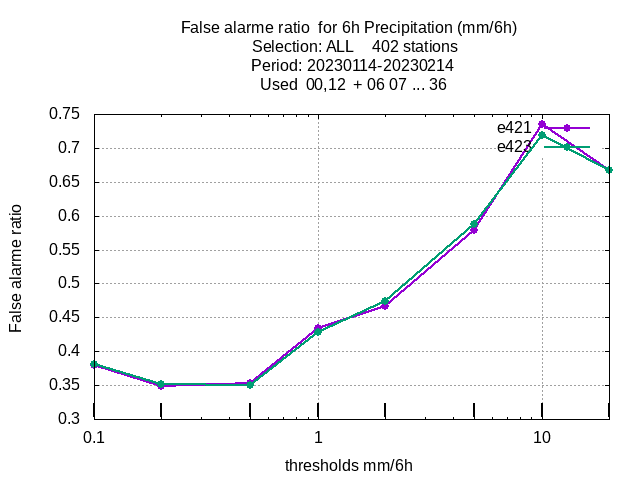 False alarme ratio  for 6h Precipitation (mm/6h)
Selection: ALL    402 stations
Period: 20230114-20230214
Used  00,12  + 06 07 ... 36
0.75
0.7
0.65
0.6
0.55
0.5
0.45
0.4
0.35
0.3
False alarme ratio
e421
e422
0.1
1
10
thresholds mm/6h